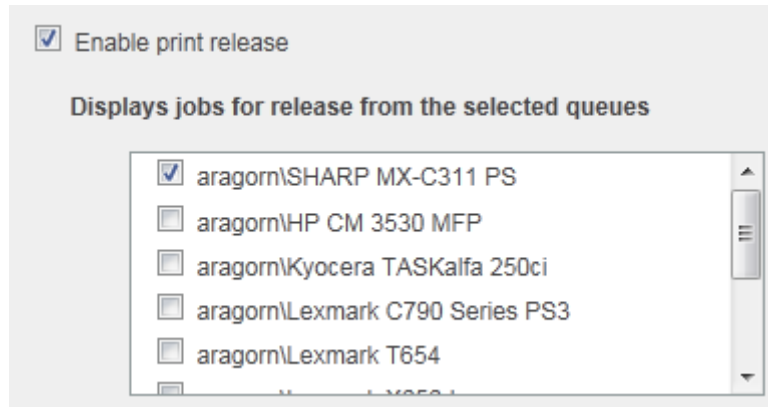 Enable print release
Displays jobs for release from the selected queues
aragorn\SHARP MX-C311 PS
aragorn\HP CM 3530 MFP
aragorn\Kyocera TASKalfa 250ci
aragorn\Lexmark C790 Series PS3
aragorn\Lexmark T654